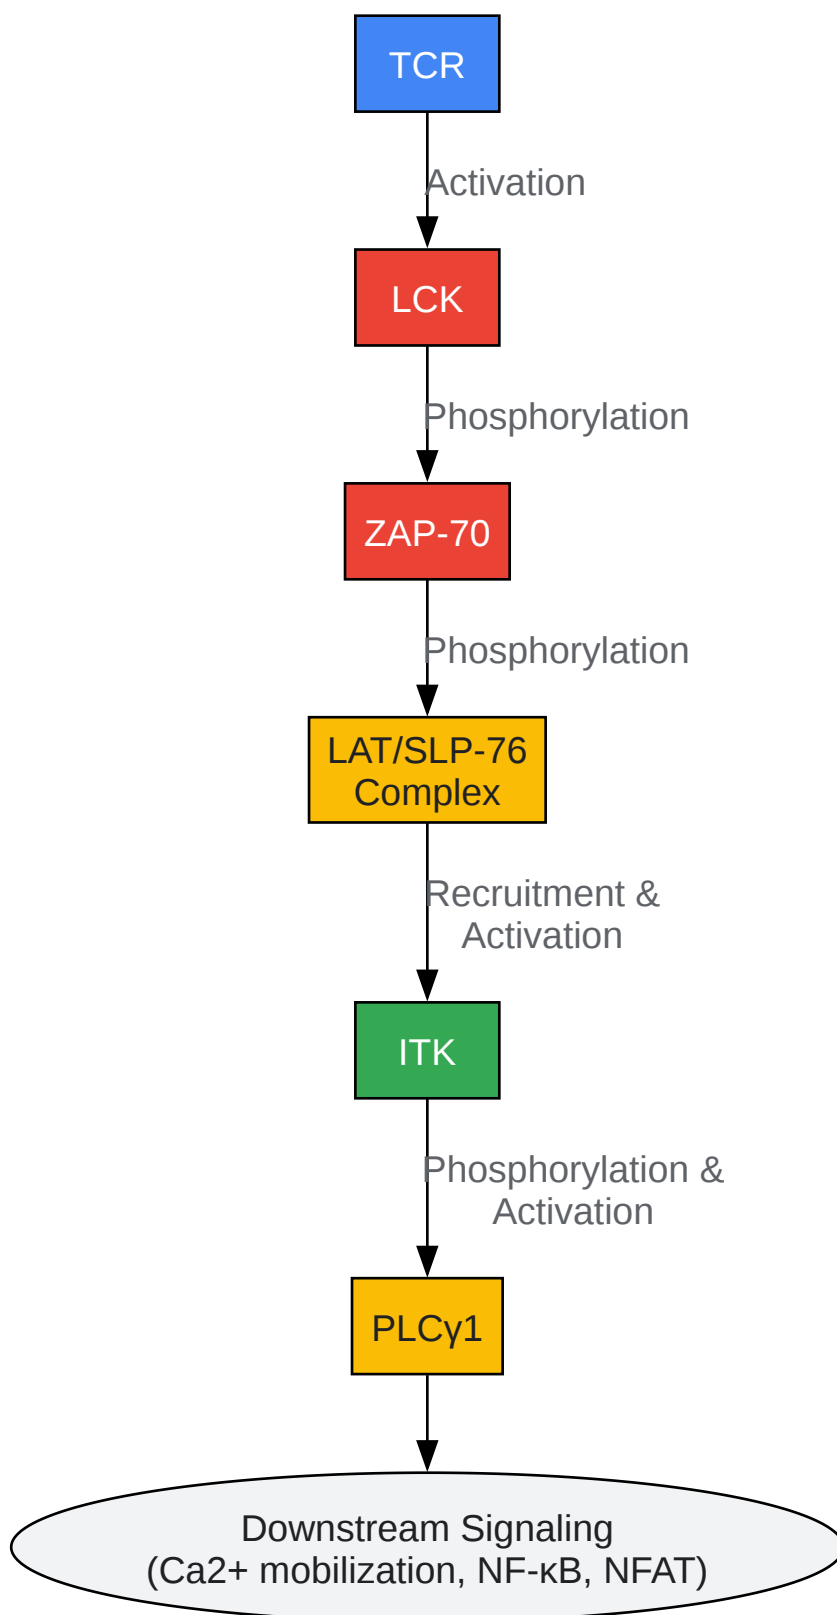 TCR
Activation
LCK
Phosphorylation
ZAP-70
Phosphorylation
LAT/SLP-76
Complex
Recruitment &
Activation
ITK
Phosphorylation &
Activation
PLCγ1
Downstream Signaling
(Ca2+ mobilization, NF-κB, NFAT)